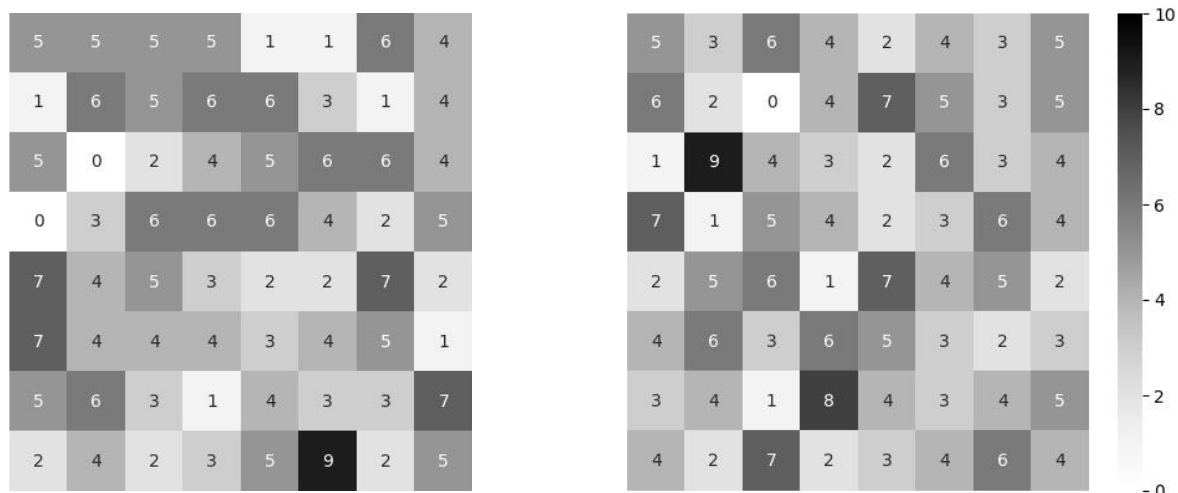 5 5 5 5 1 1 6 4
1 6 5 6 6 3 1 4
5 0 2 4 5 6 6 4
0 3 6 6 6 4 2 5
7 4 5 3 2 2 7 2
7 4 4 4 3 4 5 1
5 6 3 1 4 3 3 7
2 4 2 3 5 9 2 5
5 3 6 4 2 4 3 5
6 2 0 4 7 5 3 5
1 9 4 3 2 6 3 4
7 1 5 4 2 3 6 4
2 5 6 1 7 4 5 2
4 6 3 6 5 3 2 3
3 4 1 8 4 3 4 5
4 2 7 2 3 4 6 4
10
8
6
4
2
0